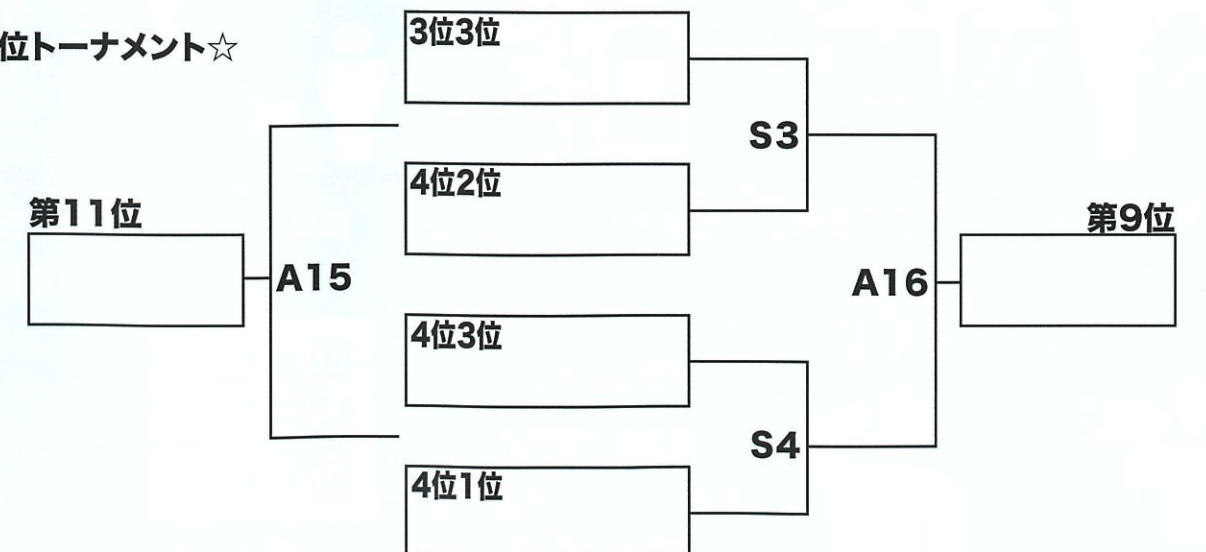 位トーナメント☆
3位3位
S3
4位2位
第11位
第9位
A15
A16
4位3位
S4
4位1位